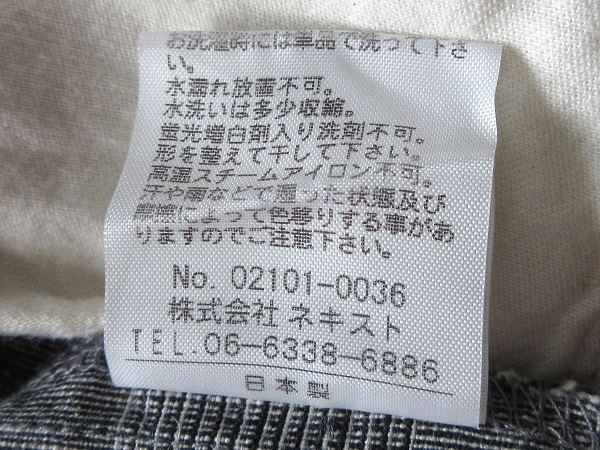 お洗濯時には単品で洗って下さ
い。
水濡れ放置不可。
水洗いは多少収縮。
蛍光増白剤入り洗剤不可。
形を整えて干して下さい。
高温スチームアイロン不可。
汗や雨などで湿った状態及び
摩擦によって色移りする事があ
りますのでご注意下さい。
No. 02101-0036
株式会社 ネキスト
TEL.06-6338-6886
日本製